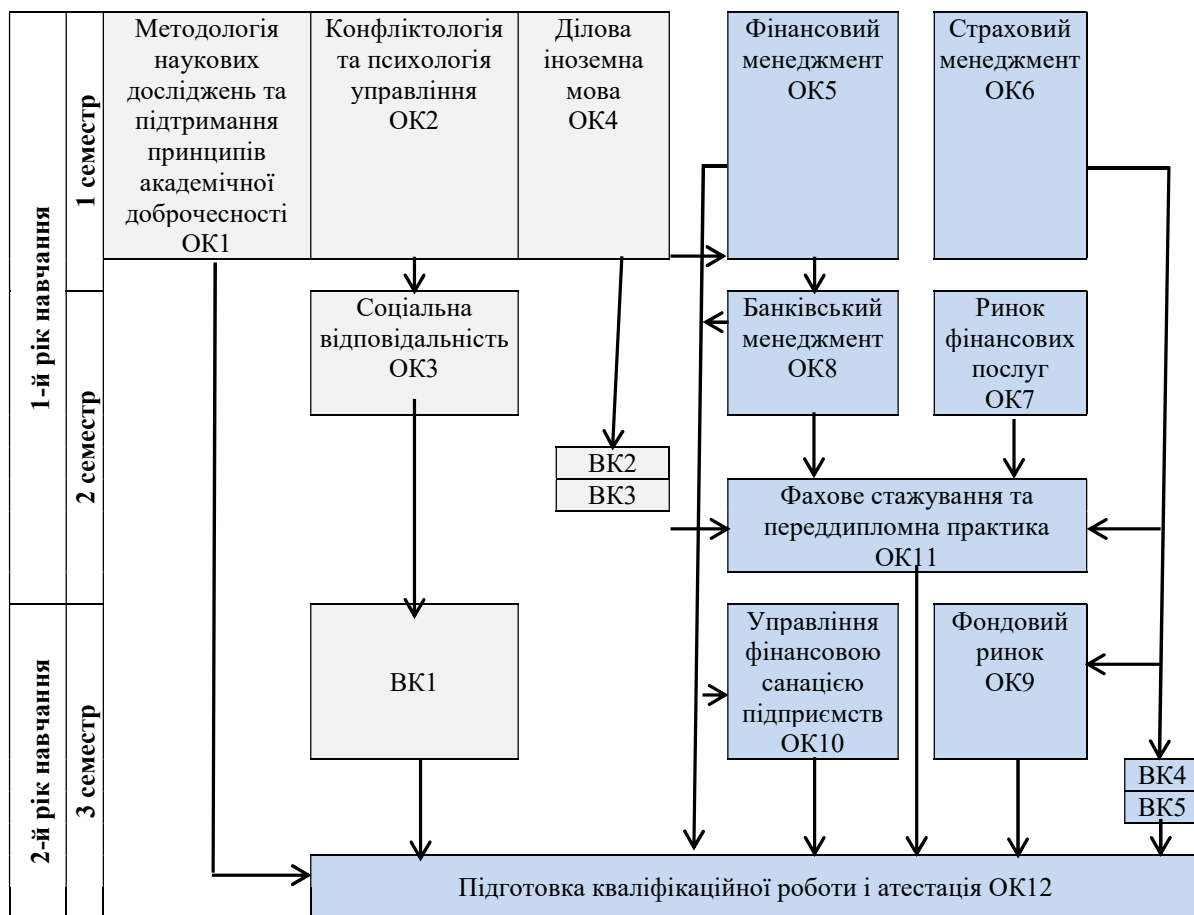 1-й рік навчання
1 семестр
Методологія
наукових
досліджень та
підтримання
принципів
академічної
доброчесності
ОК1
Конфліктологія
та психологія
управління
ОК2
Ділова
іноземна
мова
ОК4
Фінансовий
менеджмент
ОК5
Страховий
менеджмент
ОК6
2 семестр
Соціальна
відповідальність
ОК3
Банківський
менеджмент
ОК8
Ринок
фінансових
послуг
ОК7
ВК2
ВК3
Фахове стажування та
переддипломна практика
ОК11
2-й рік навчання
3 семестр
ВК1
Управління
фінансовою
санацією
підприємств
ОК10
Фондовий
ринок
ОК9
ВК4
ВК5
Підготовка кваліфікаційної роботи і атестація ОК12